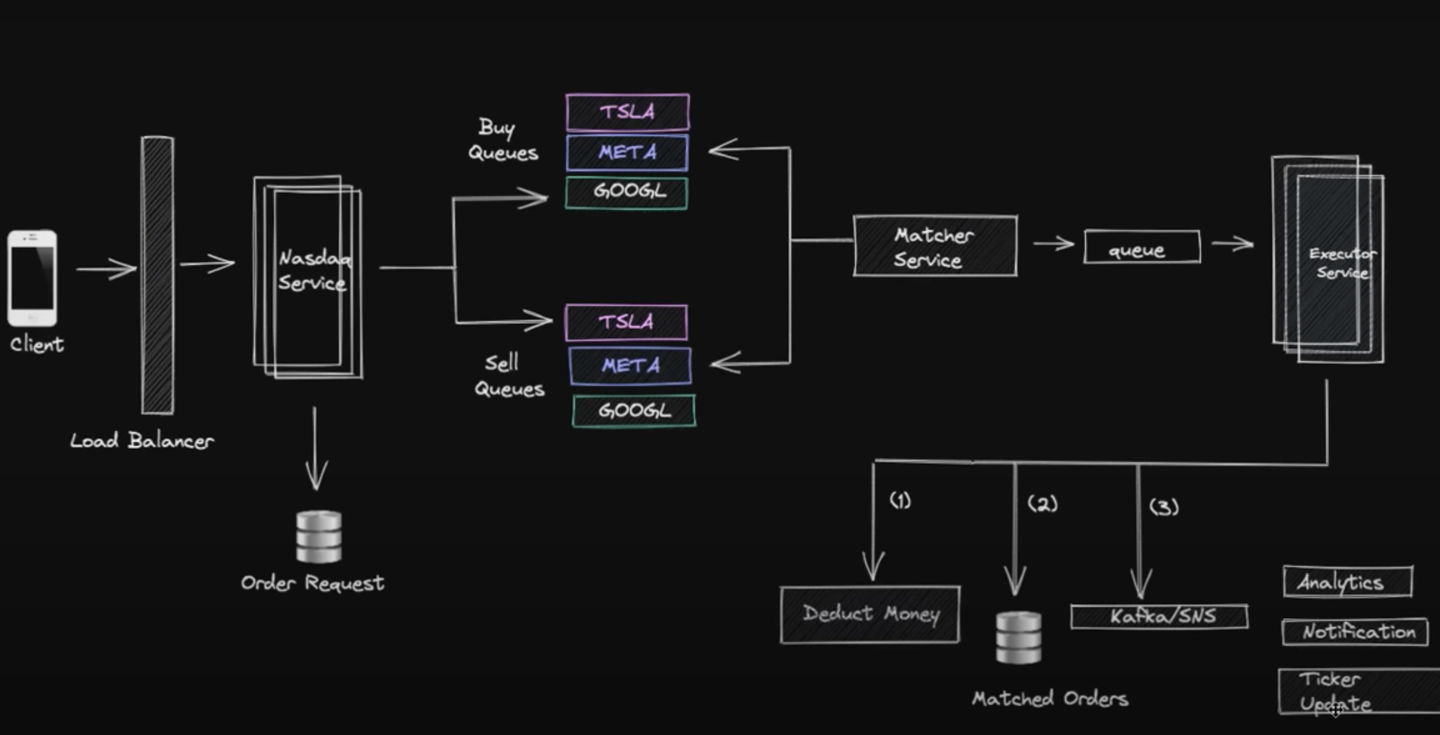 Client
Load Balancer
Nasdaq
Service
Order Request
Buy
Queues
TSLA
META
GOOGL
Sell
Queues
TSLA
META
GOOGL
Matcher
Service
queue
Executor
Service
(1)
(2)
(3)
Deduct Money
Matched Orders
Kafka/SNS
Analytics
Notification
Ticker
Update